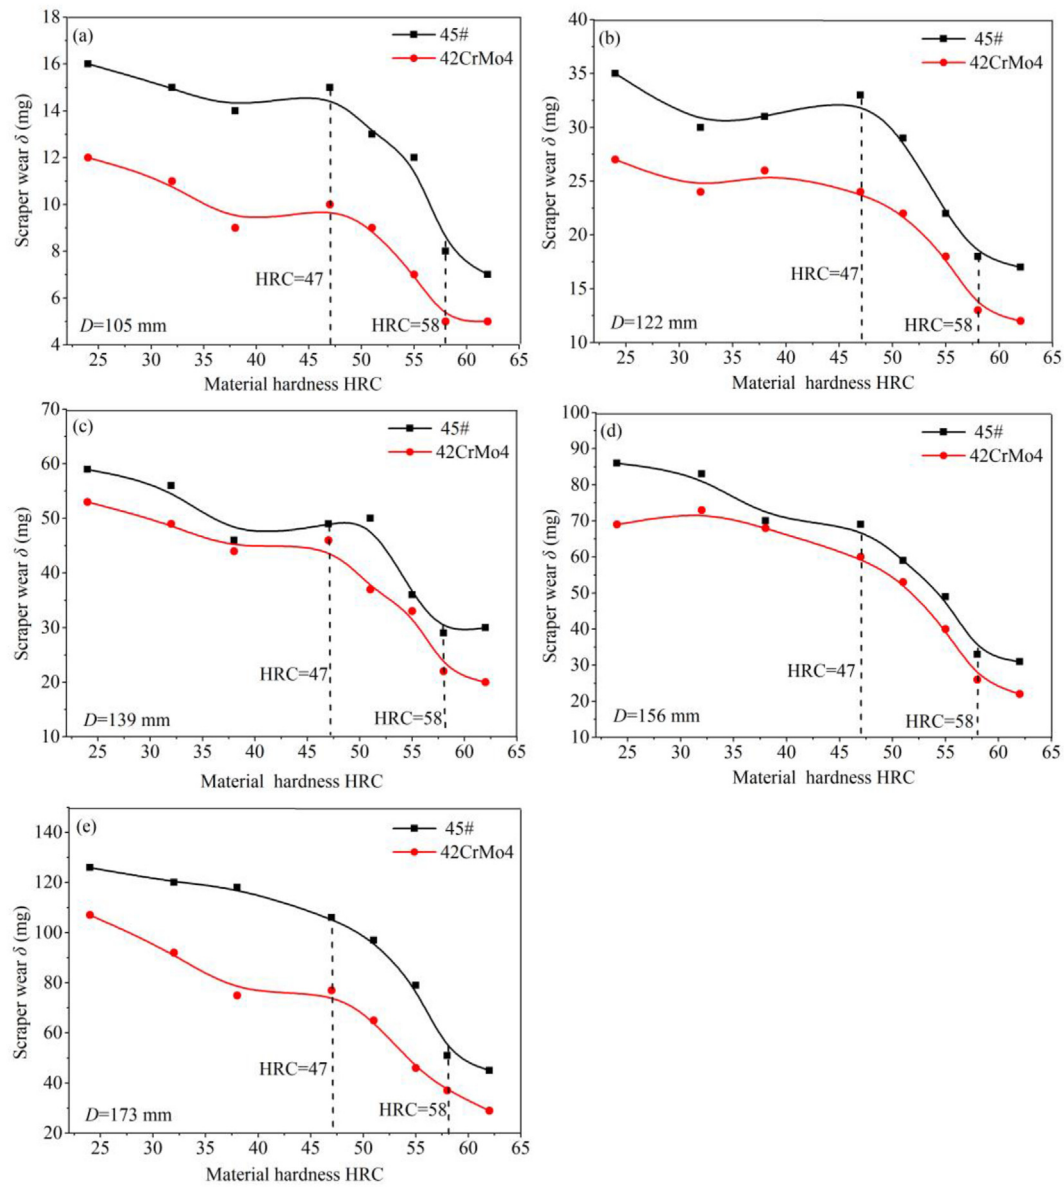 (a)
45#
42CrMo4
18
16
14
12
10
8
6
4
Scraper wear δ (mg)
HRC=47
HRC=58
D=105 mm
25 30 35 40 45 50 55 60 65
Material hardness HRC
(b)
45#
42CrMo4
40
35
30
25
20
15
10
Scraper wear δ (mg)
HRC=47
HRC=58
D=122 mm
25 30 35 40 45 50 55 60 65
Material hardness HRC
(c)
45#
42CrMo4
70
60
50
40
30
20
10
Scraper wear δ (mg)
HRC=47
HRC=58
D=139 mm
25 30 35 40 45 50 55 60 65
Material hardness HRC
(d)
45#
42CrMo4
100
90
80
70
60
50
40
30
20
10
Scraper wear δ (mg)
HRC=47
HRC=58
D=156 mm
25 30 35 40 45 50 55 60 65
Material hardness HRC
(e)
45#
42CrMo4
140
120
100
80
60
40
20
Scraper wear δ (mg)
HRC=47
HRC=58
D=173 mm
25 30 35 40 45 50 55 60 65
Material hardness HRC